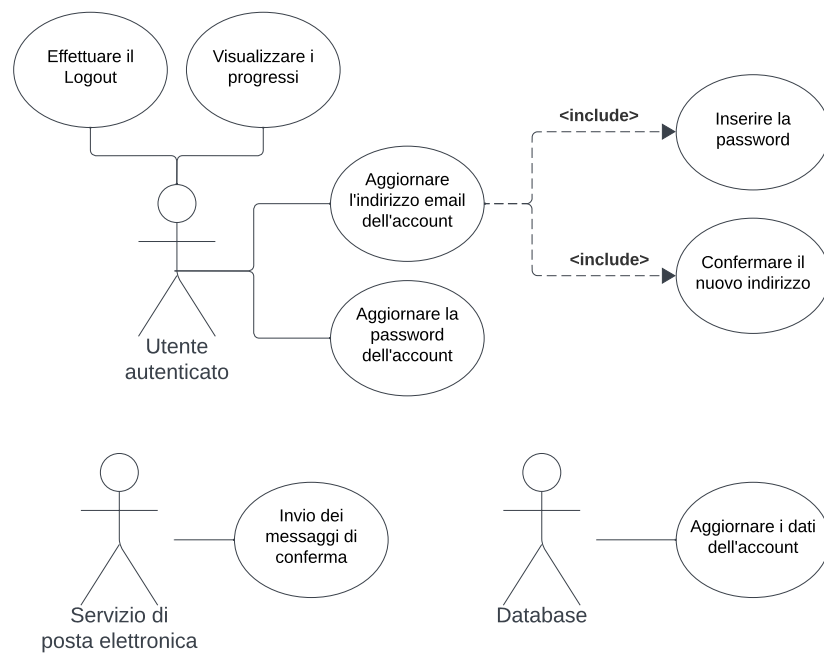 Effettuare il
Logout
Visualizzare i
progressi
<include>
Inserire la
password
Aggiornare
l'indirizzo email
dell'account
<include>
Confermare il
nuovo indirizzo
Aggiornare la
password
dell'account
Utente
autenticato
Invio dei
messaggi di
conferma
Aggiornare i dati
dell'account
Servizio di
posta elettronica
Database